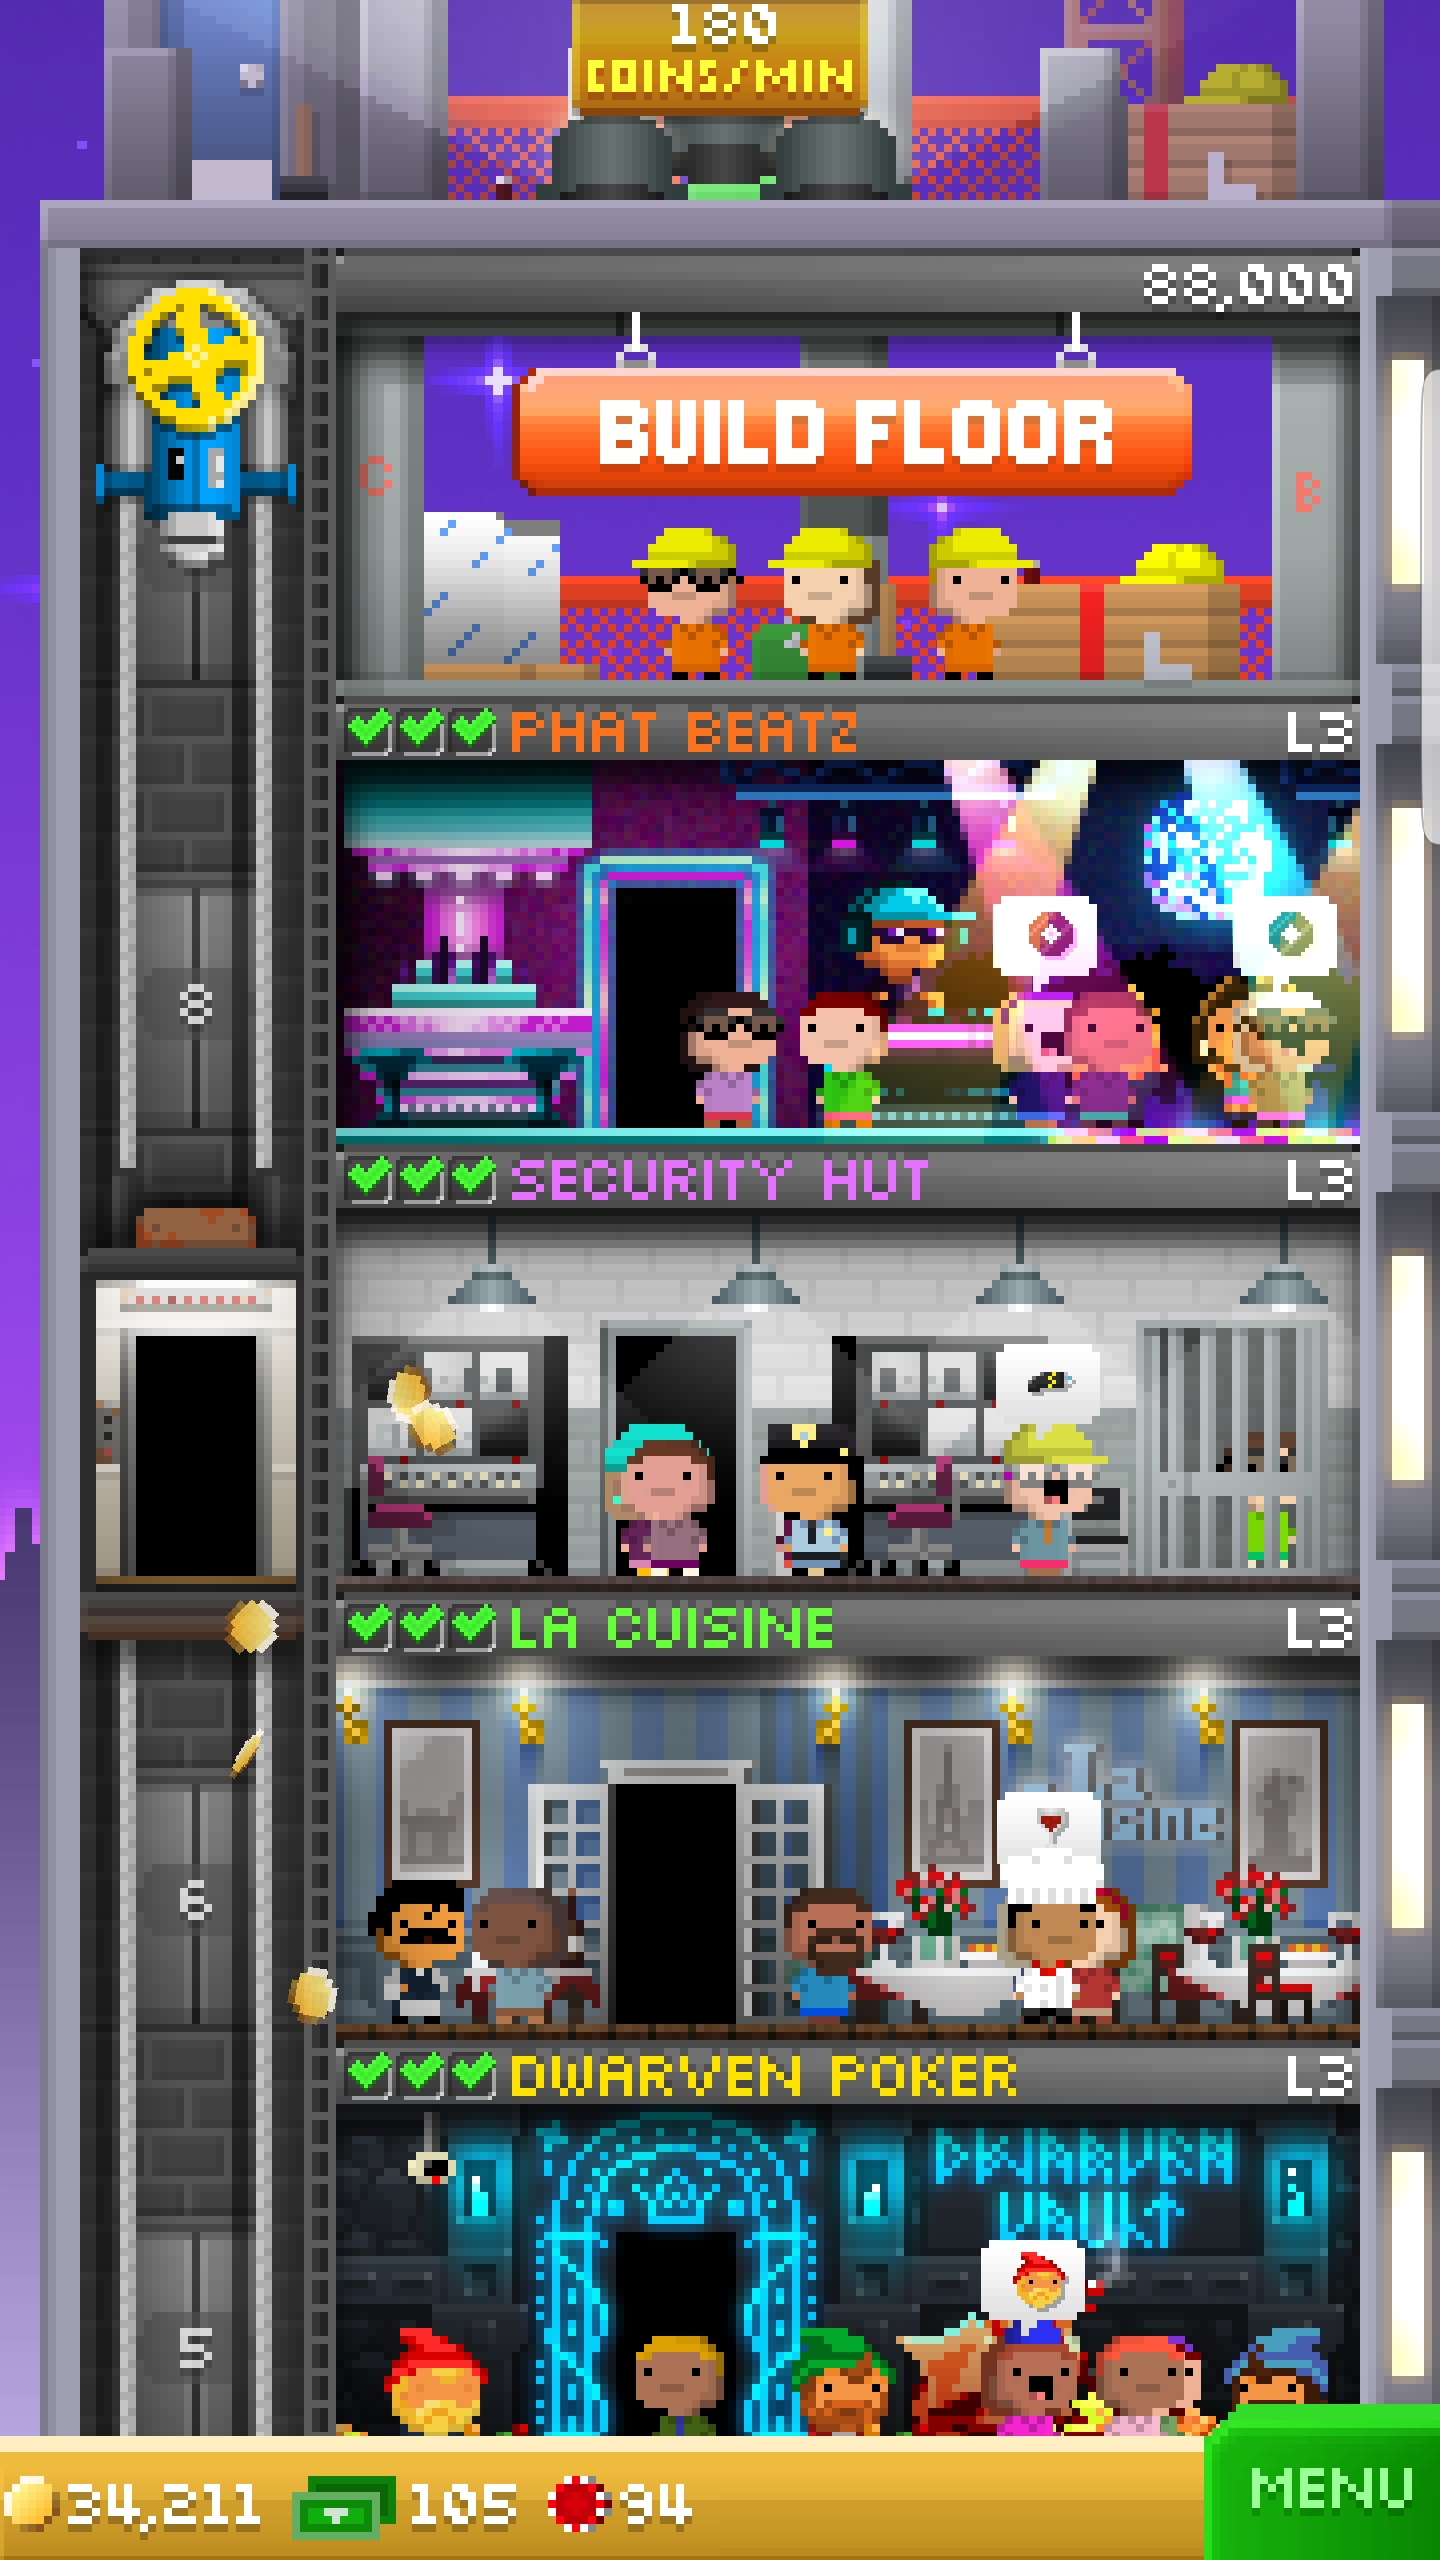 180
COINS/MIN
88,000
BUILD FLOOR
C
B
PHAT BEATZ
L3
8
SECURITY HUT
L3
LA CUISINE
L3
La
6
DWARVEN POKER
L3
DWARVEN
VAULT
5
34,211
105
94
MENU